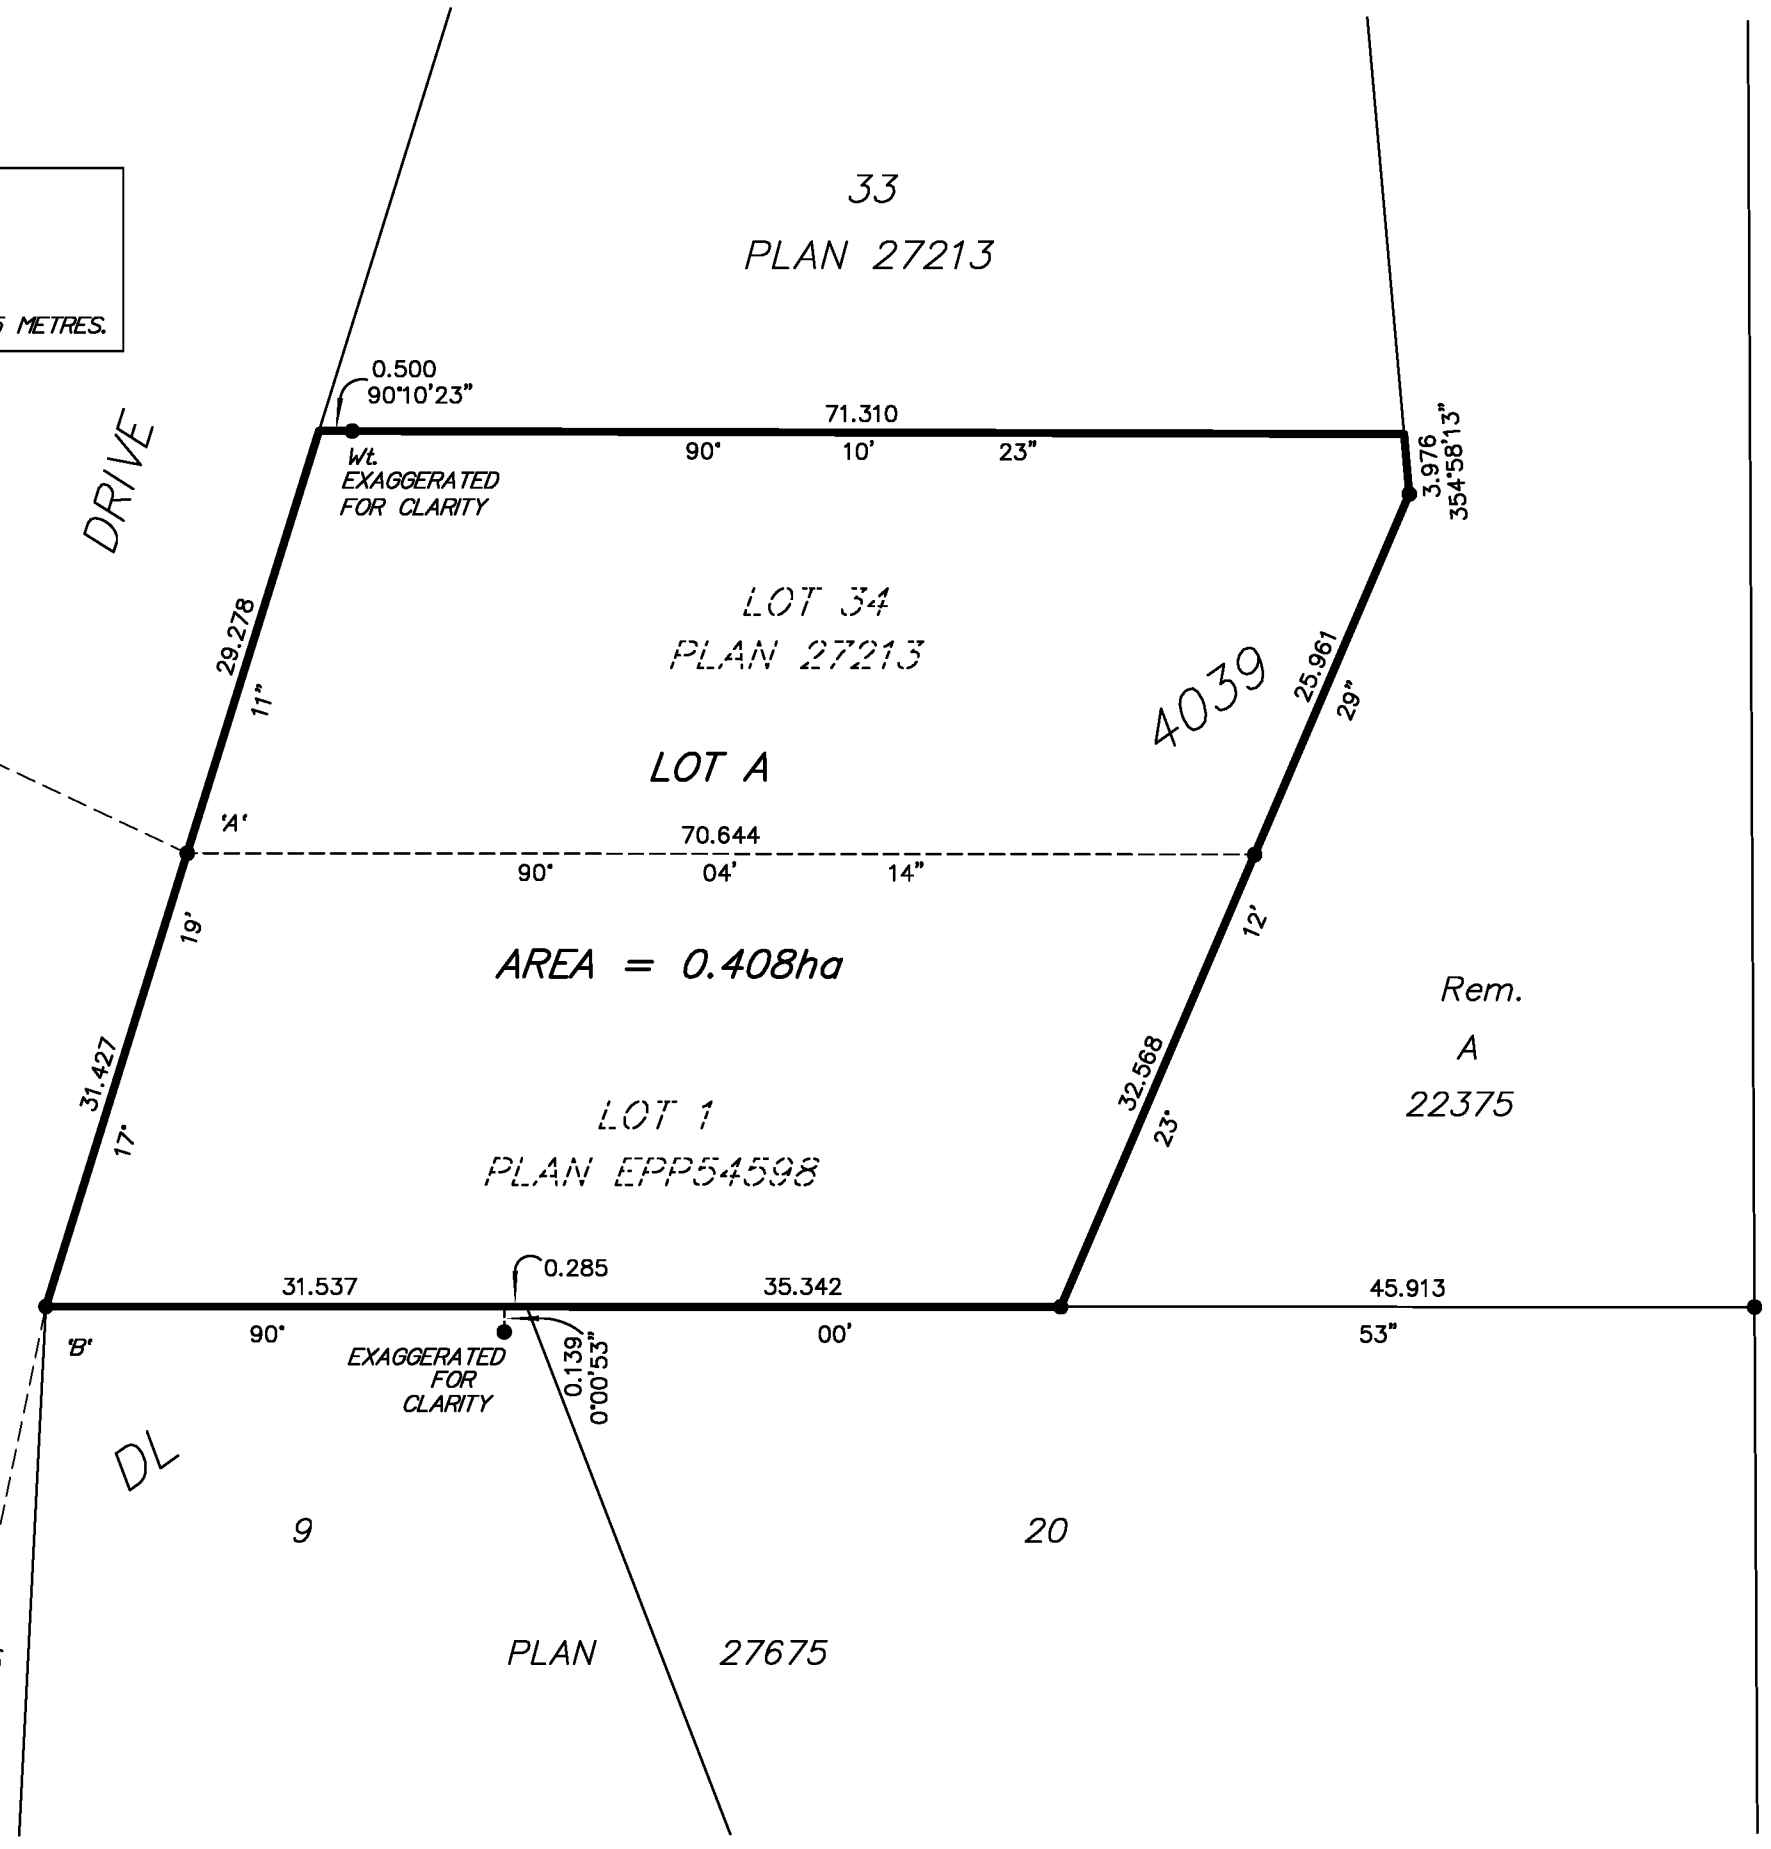 33
PLAN 27213
METRES.
0.500
90°10'23"
71.310
90° 10' 23"
Wt.
EXAGGERATED
FOR CLARITY
3.976
354°58'13"
DRIVE
29.278
11"
LOT 34
PLAN 27213
4039
25.961
29"
LOT A
'A'
70.644
90° 04' 14"
19'
12'
AREA = 0.408ha
Rem.
A
22375
31.427
17°
32.568
23°
LOT 1
PLAN EPP54598
31.537
0.285
35.342
45.913
'B'
90° 00' 53"
EXAGGERATED
FOR
CLARITY
0.139
0°00'53"
DL
9
20
PLAN 27675